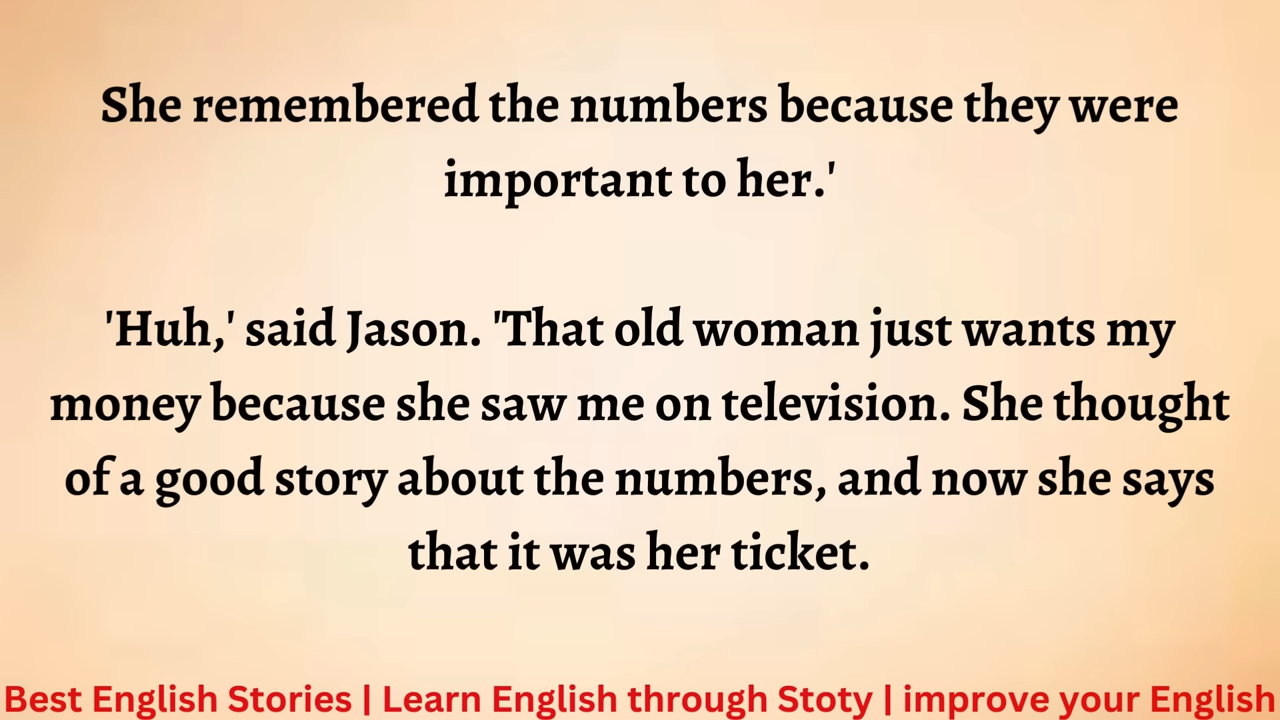 She remembered the numbers because they were
important to her.'
'Huh,' said Jason. 'That old woman just wants my
money because she saw me on television. She thought
of a good story about the numbers, and now she says
that it was her ticket.
Best English Stories | Learn English through Stoty | improve your English